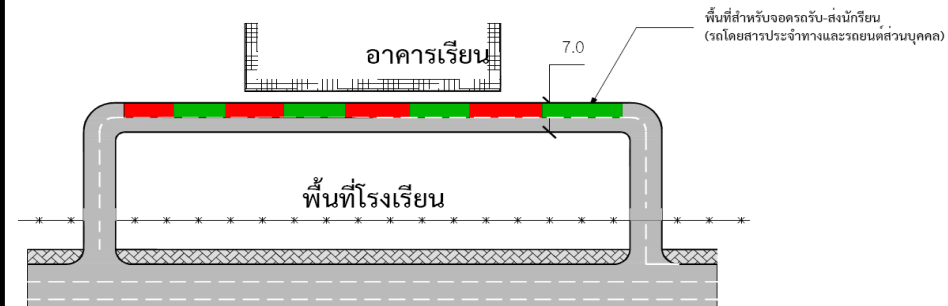 พื้นที่สำหรับจอดรถรับ-ส่งนักรียน
(รถโดยสารประจำทางและรถยนต์ส่วนบุคคล)
อาคารเรียน
7.0
พื้นที่โรงเรียน